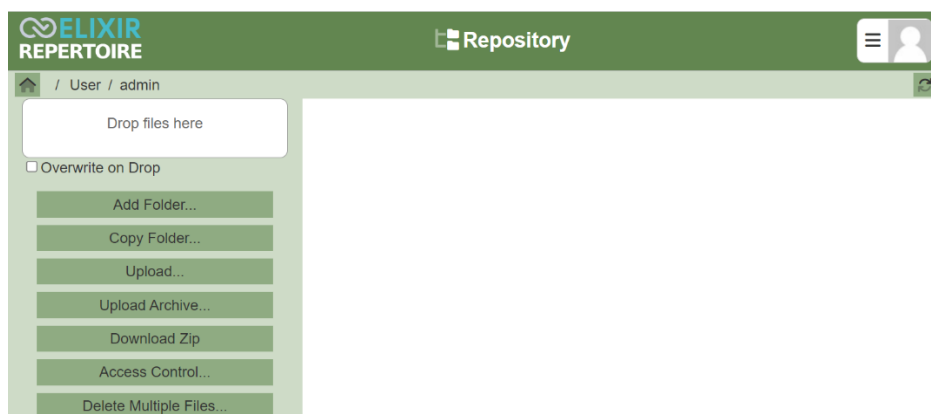 ELIXIR
REPERTOIRE
Repository
/ User / admin
Drop files here
Overwrite on Drop
Add Folder...
Copy Folder...
Upload...
Upload Archive...
Download Zip
Access Control...
Delete Multiple Files...